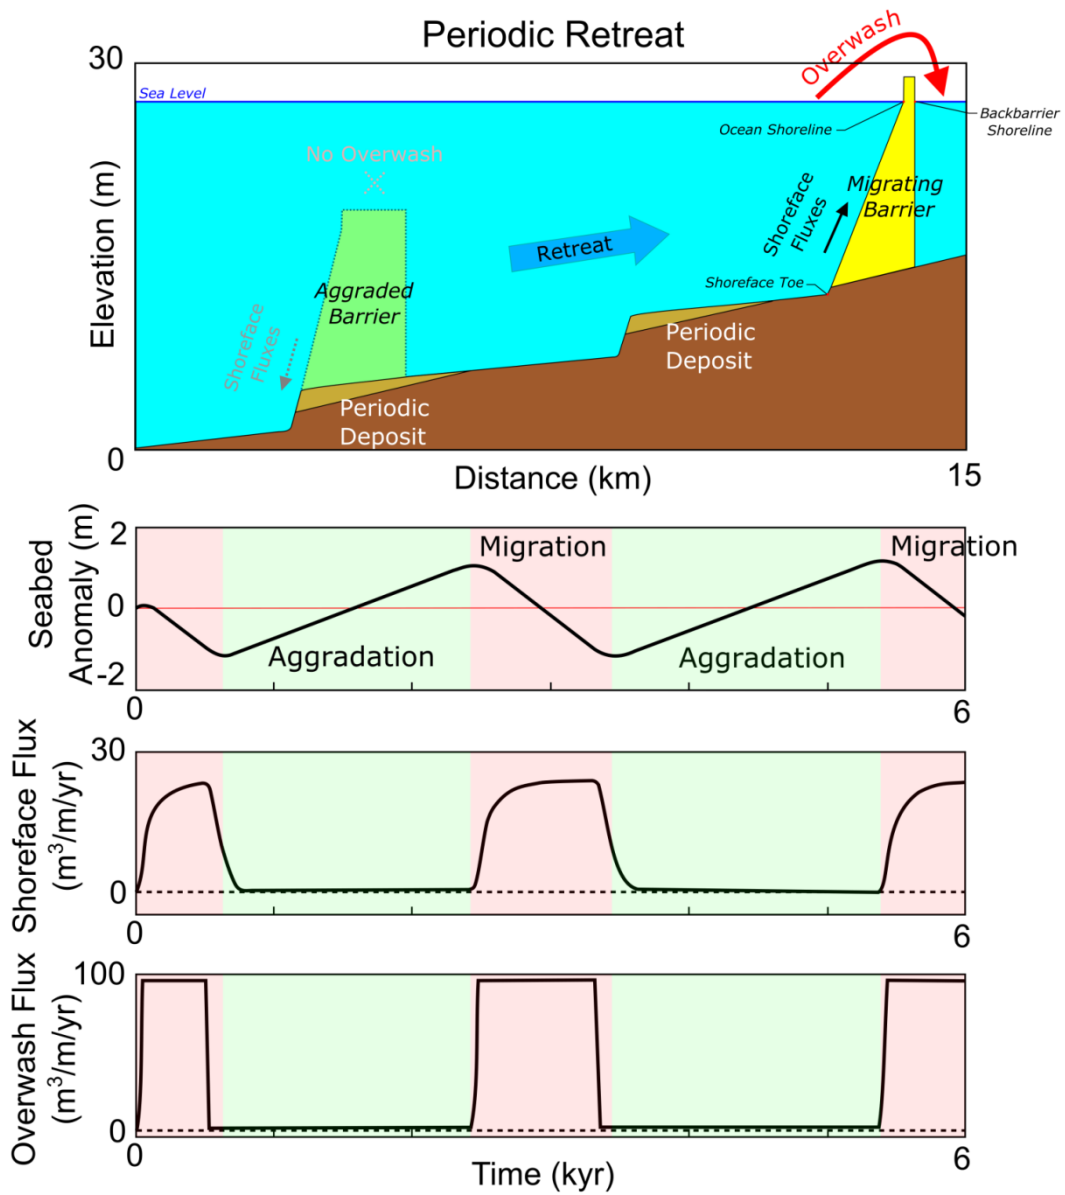 Periodic Retreat
30
Overwash
Sea Level
Ocean Shoreline
Backbarrier
Shoreline
No Overwash
Elevation (m)
Migrating
Barrier
Shoreface
Fluxes
Retreat
Shoreface Toe
Aggraded
Barrier
Shoreface
Fluxes
Periodic
Deposit
Periodic
Deposit
0
15
Distance (km)
Seabed
Anomaly (m)
2
0
-2
Migration
Migration
Aggradation
Aggradation
0
6
Shoreface Flux
(m³/m/yr)
30
0
0
6
Overwash Flux
(m³/m/yr)
100
0
0
6
Time (kyr)